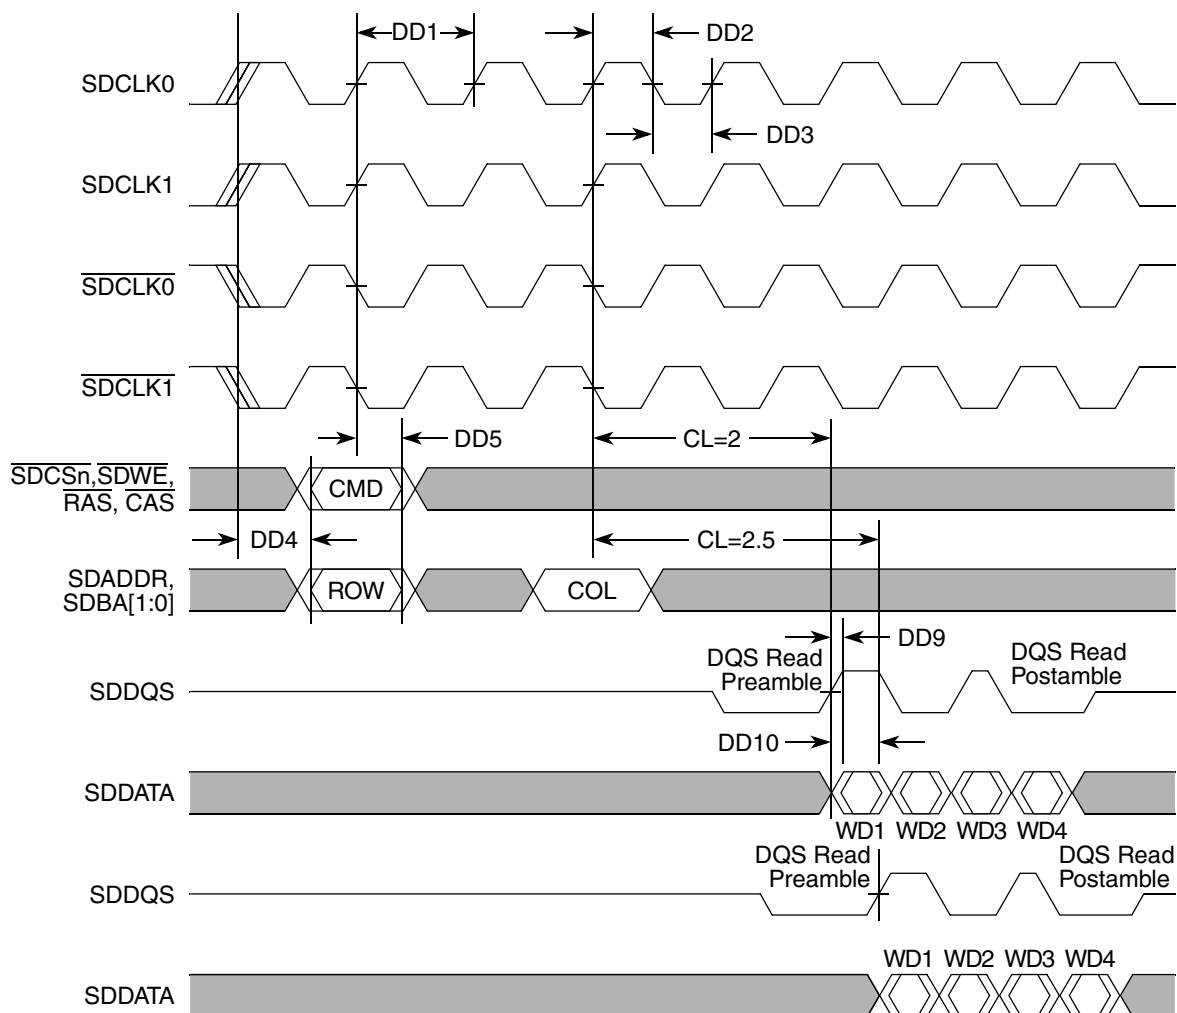 DD1
DD2
SDCLK0
DD3
SDCLK1
SDCLK0
SDCLK1
DD5
CL=2
SDCSn,SDWE,
RAS, CAS
CMD
DD4
CL=2.5
SDADDR,
SDBA[1:0]
ROW
COL
DD9
DQS Read
Preamble
DQS Read
Postamble
SDDQS
DD10
SDDATA
WD1 WD2 WD3 WD4
DQS Read
Preamble
DQS Read
Postamble
SDDQS
WD1 WD2 WD3 WD4
SDDATA